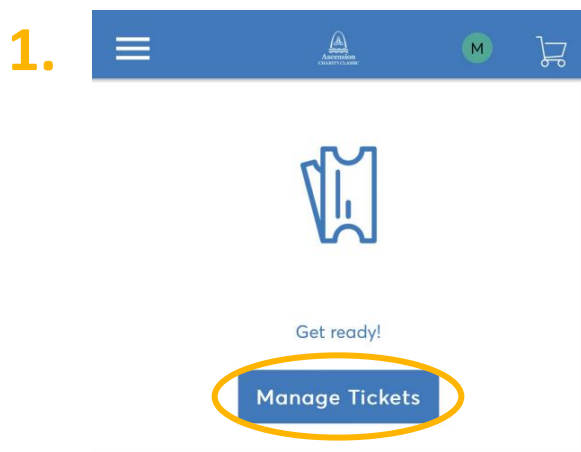 1.
Ascension
CHARITY CLASSIC
M
Get ready!
Manage Tickets